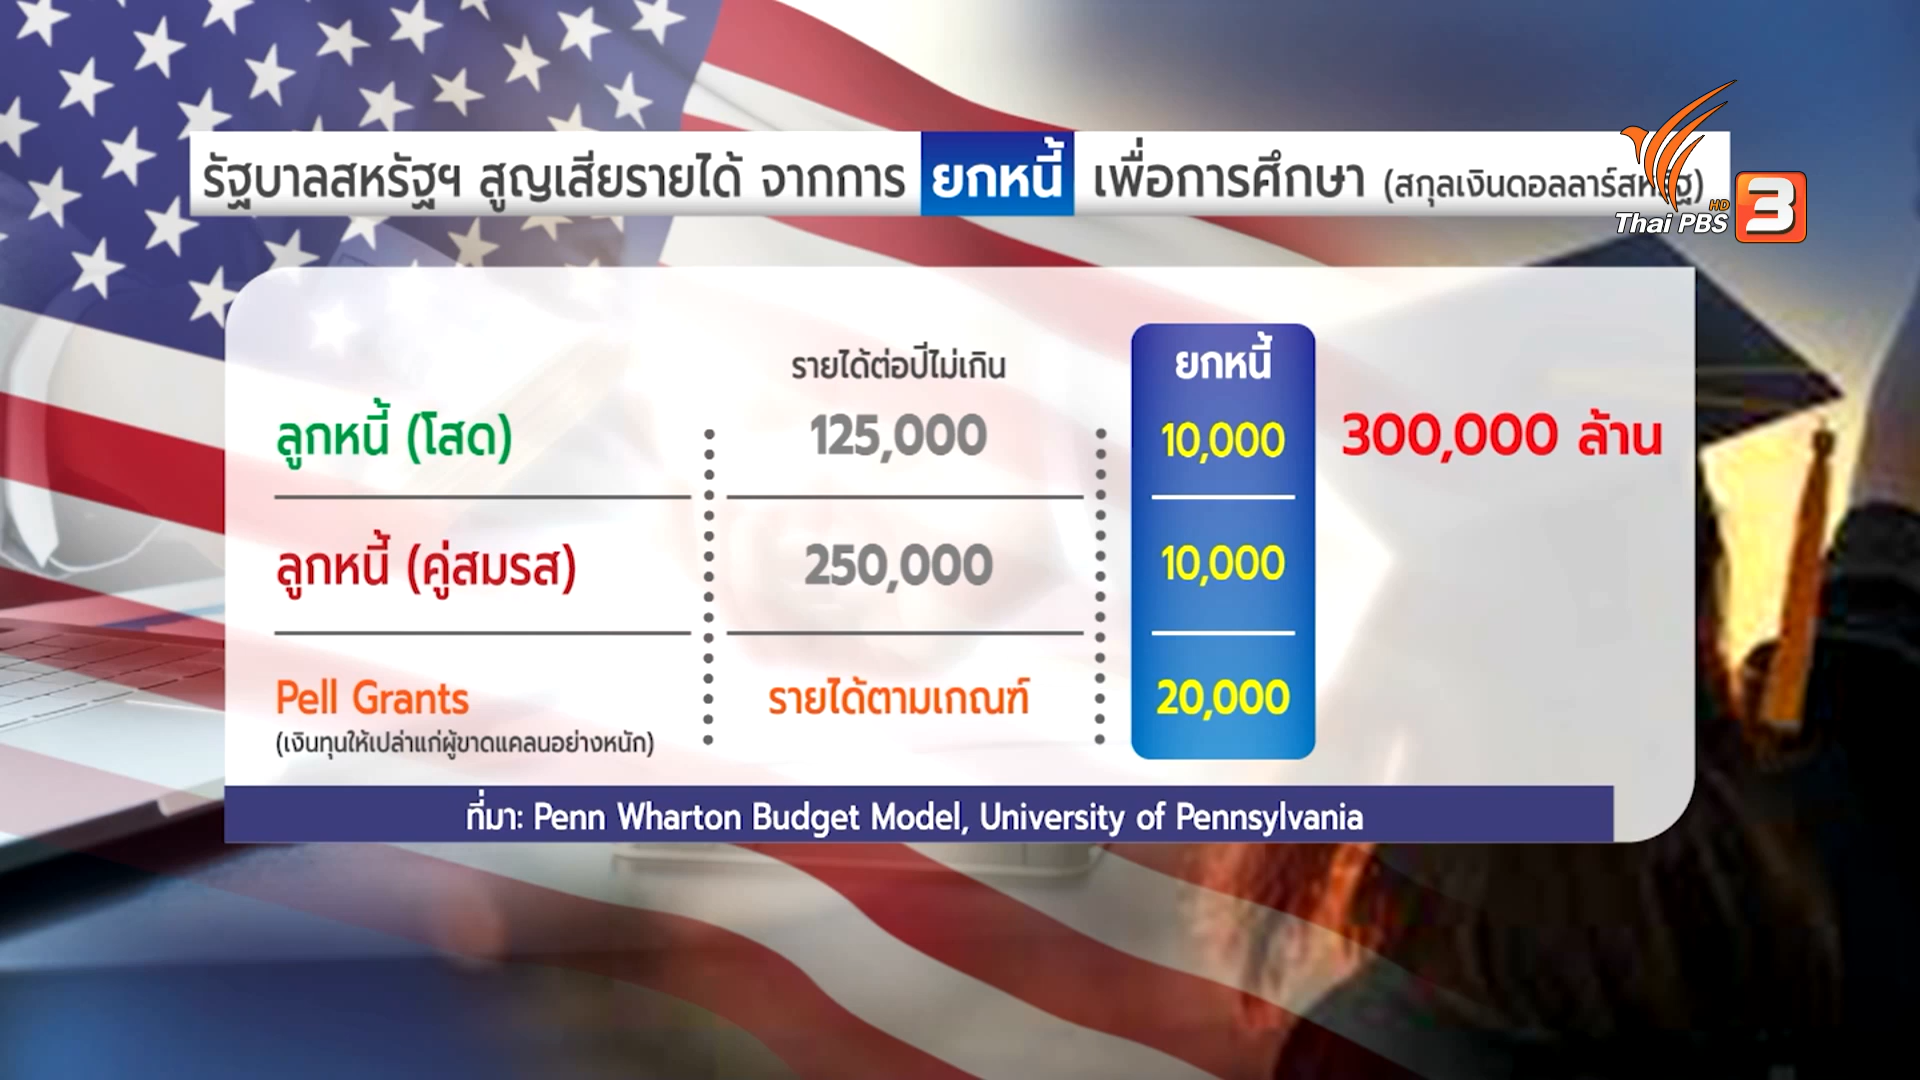 รัฐบาลสหรัฐฯ สูญเสียรายได้ จากการ ยกหนี้ เพื่อการศึกษา (สกุลเงินดอลลาร์สหรัฐ)
Thai PBS HD 3
รายได้ต่อปีไม่เกิน ยกหนี้
ลูกหนี้ (โสด) 125,000 10,000 300,000 ล้าน
ลูกหนี้ (คู่สมรส) 250,000 10,000
Pell Grants รายได้ตามเกณฑ์ 20,000
(เงินทุนให้เปล่าแก่ผู้ขาดแคลนอย่างหนัก)
ที่มา: Penn Wharton Budget Model, University of Pennsylvania